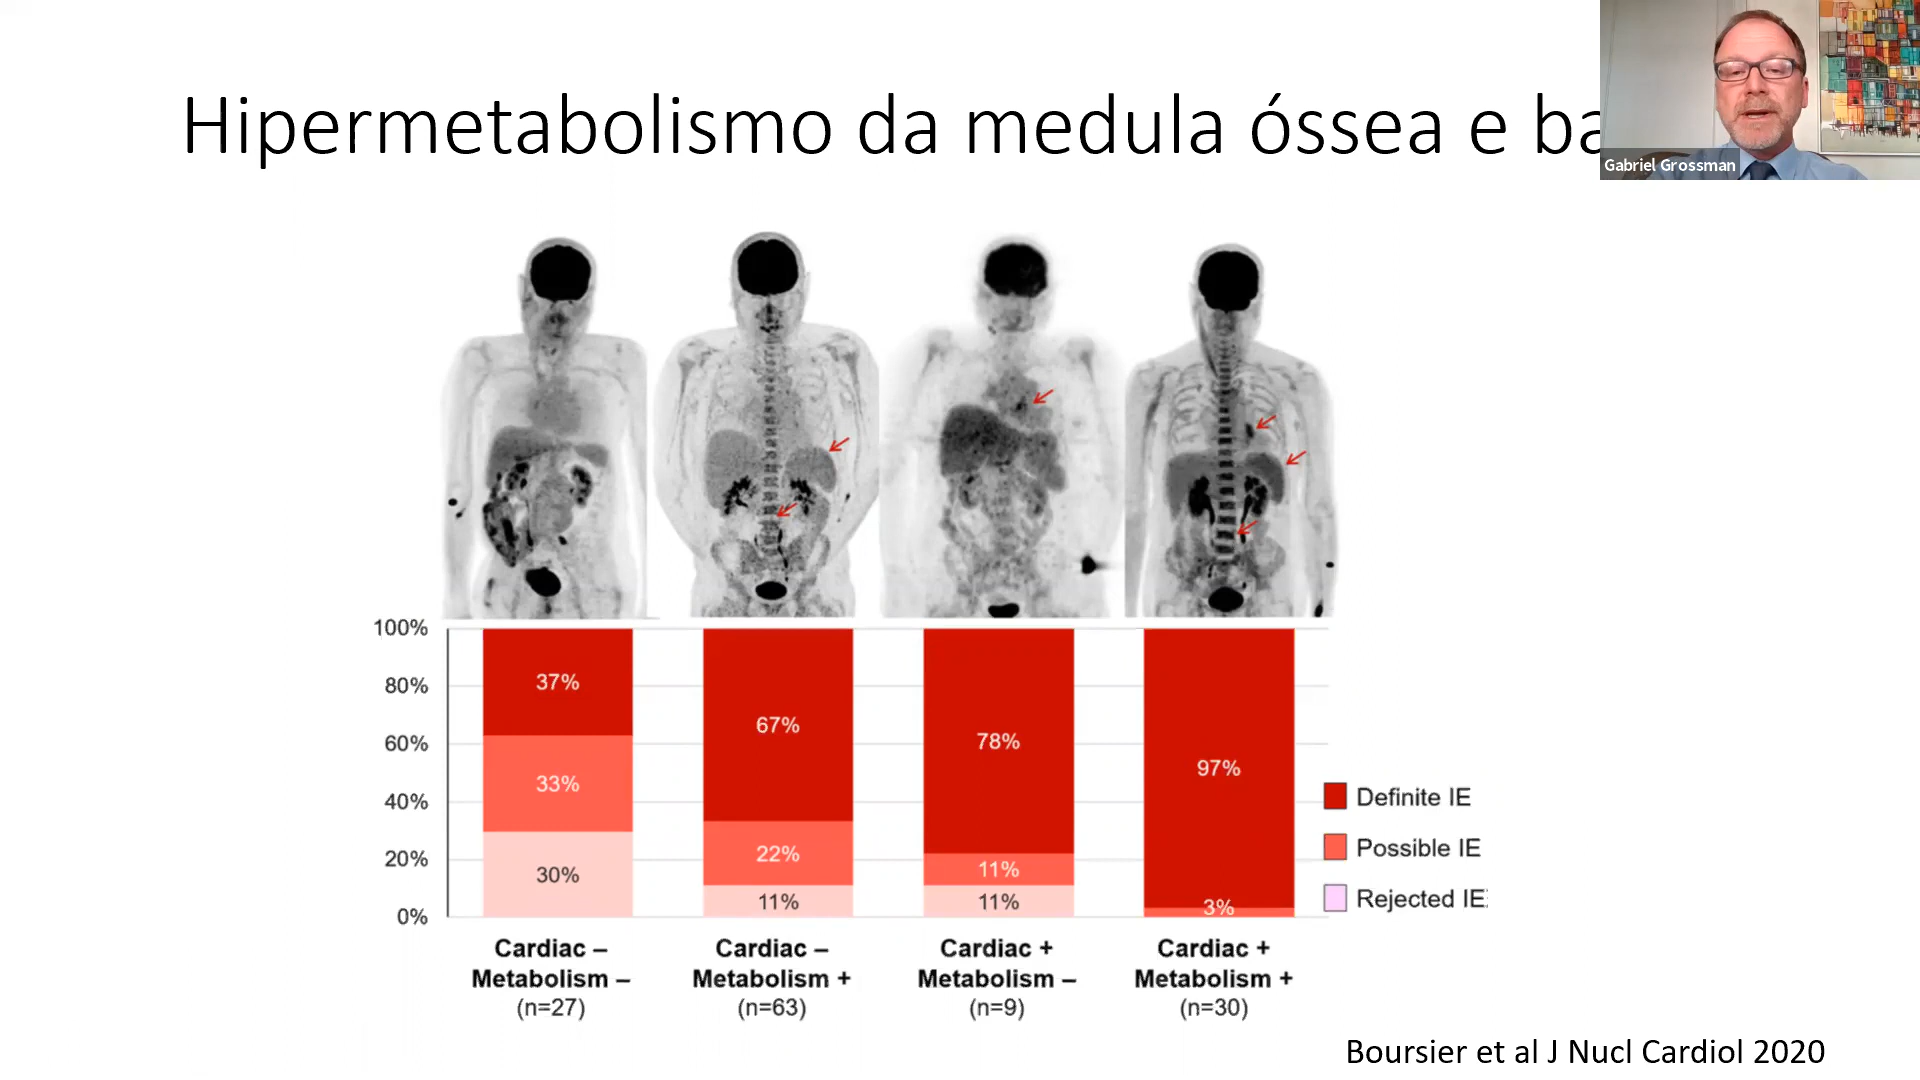 Hipermetabolismo da medula óssea e
Gabriel Grossman
100%
80%
60%
40%
20%
0%
37%
33%
30%
67%
22%
11%
78%
11%
11%
97%
3%
Definite IE
Possible IE
Rejected IE
Cardiac –
Metabolism –
(n=27)
Cardiac –
Metabolism +
(n=63)
Cardiac +
Metabolism –
(n=9)
Cardiac +
Metabolism +
(n=30)
Boursier et al J Nucl Cardiol 2020